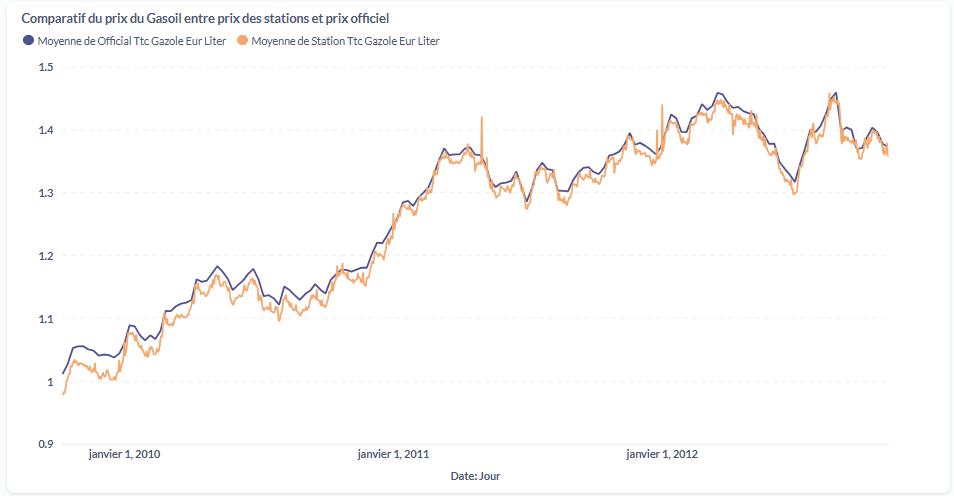 Comparatif du prix du Gasoil entre prix des stations et prix officiel
Moyenne de Official Ttc Gazole Eur Liter Moyenne de Station Ttc Gazole Eur Liter
1.5
1.4
1.3
1.2
1.1
1
0.9
janvier 1, 2010 janvier 1, 2011 janvier 1, 2012
Date: Jour